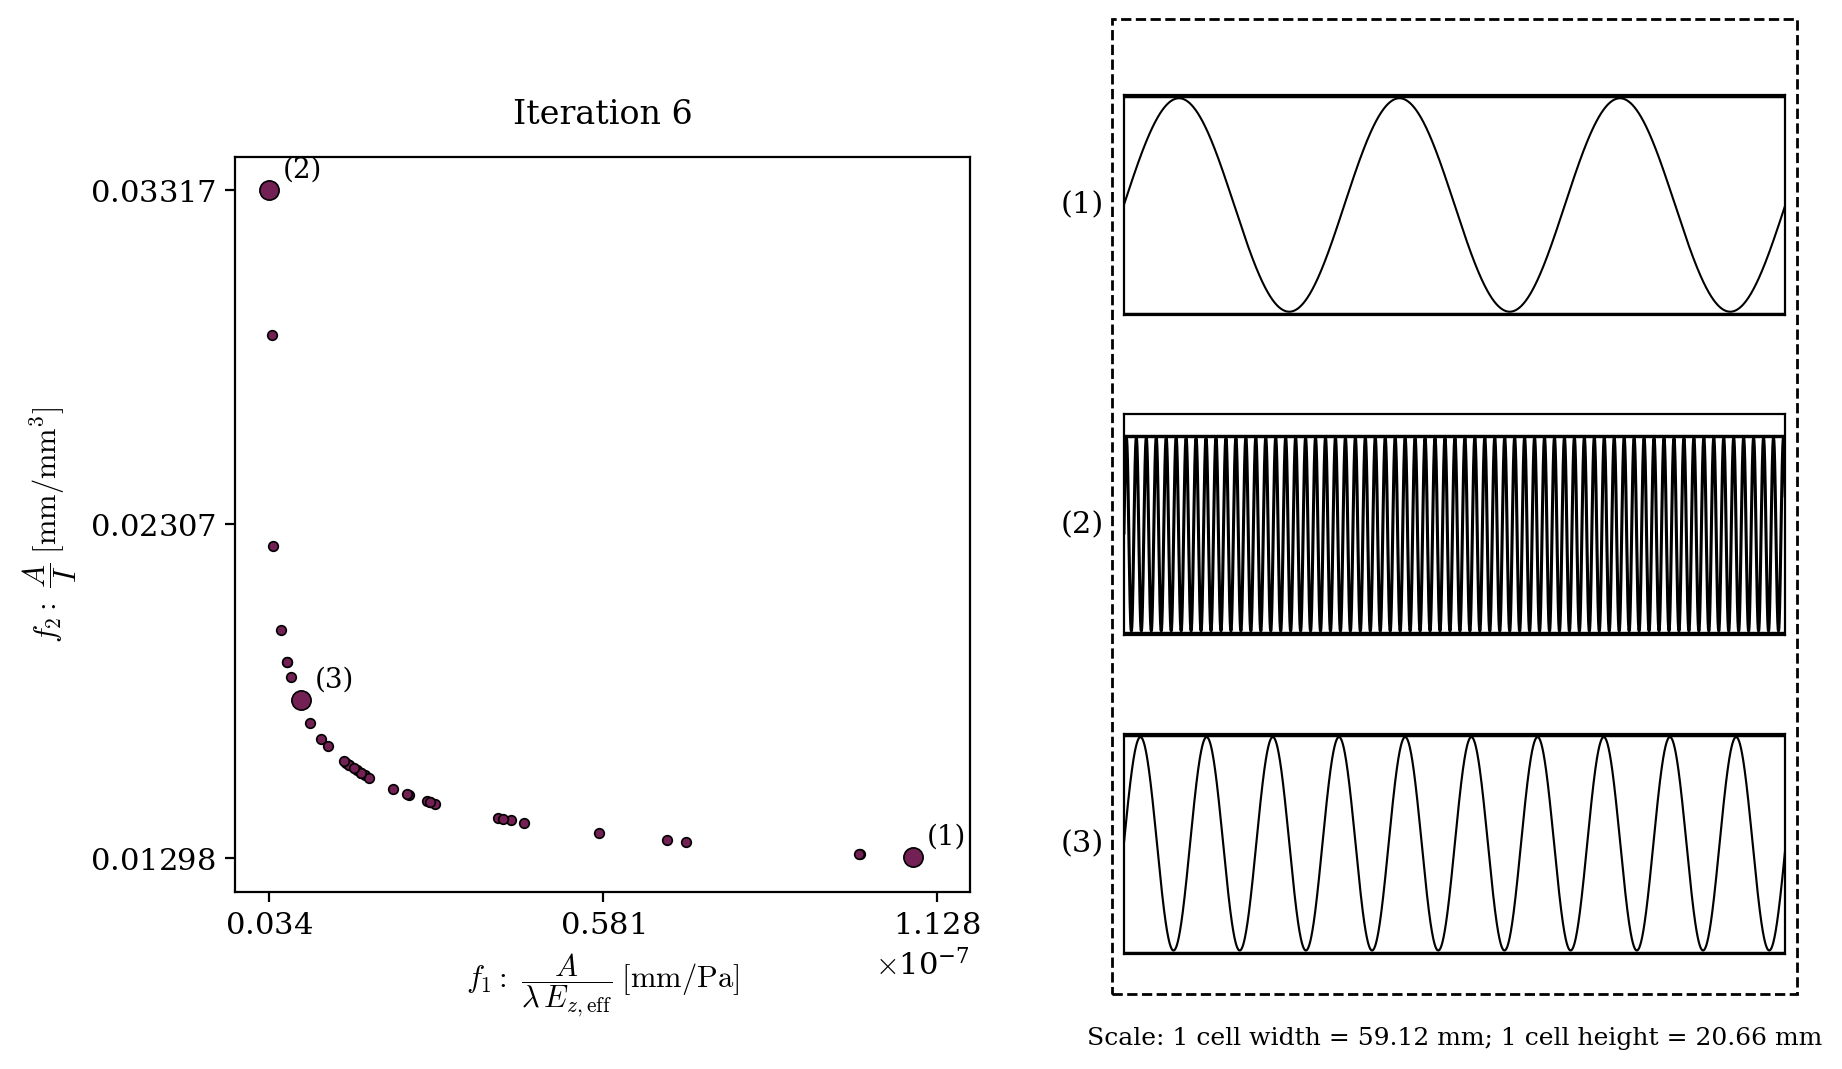 Iteration 6
(2)
0.03317
0.02307
(3)
(1)
0.01298
0.034 0.581 1.128
×10⁻⁷
f₂ : A/I [mm/mm³]
f₁ : A/(λ E_z, eff) [mm/Pa]
(1)
(2)
(3)
Scale: 1 cell width = 59.12 mm; 1 cell height = 20.66 mm